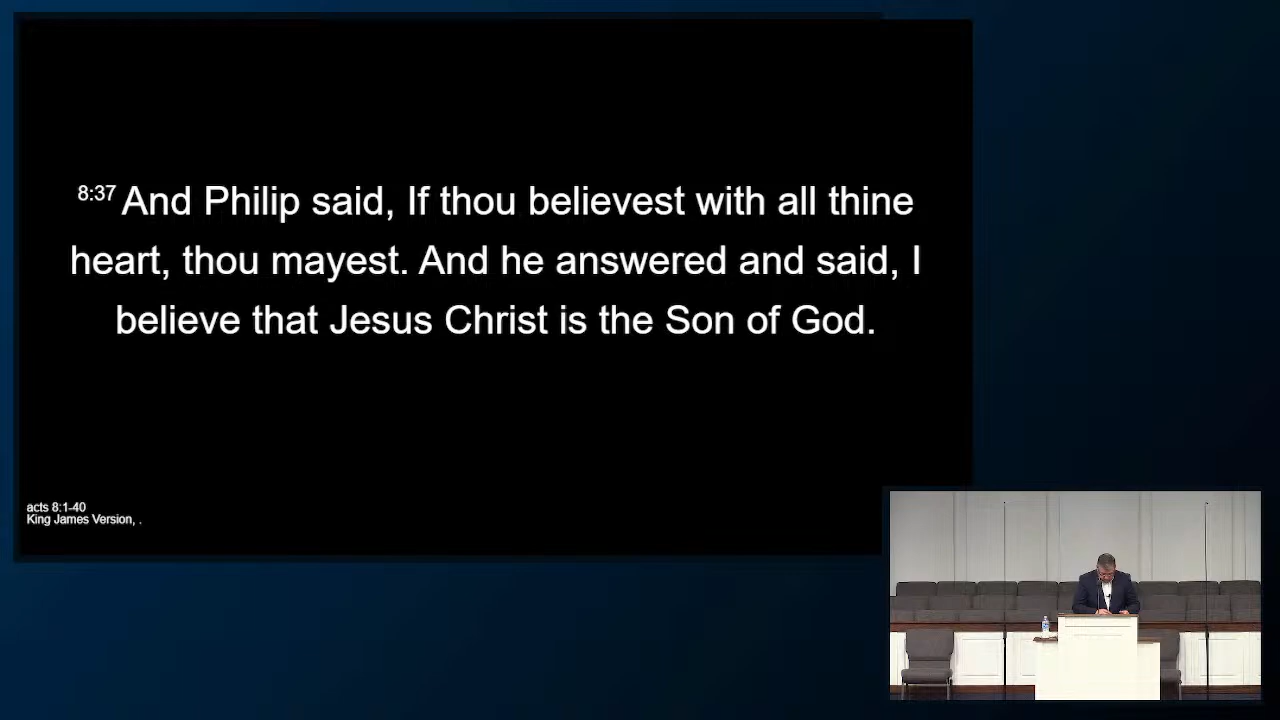 8:37 And Philip said, If thou believest with all thine
heart, thou mayest. And he answered and said, I
believe that Jesus Christ is the Son of God.
acts 8:1-40
King James Version, .